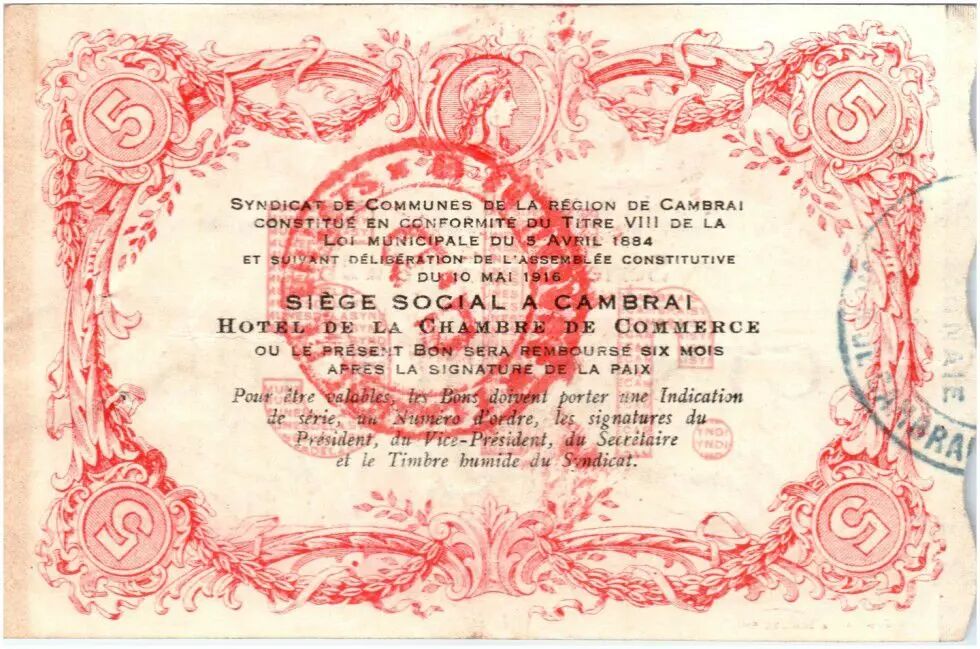 5 5
SYNDICAT DE COMMUNES DE LA RÉGION DE CAMBRAI
CONSTITUÉ EN CONFORMITÉ DU TITRE VIII DE LA
LOI MUNICIPALE DU 5 AVRIL 1884
ET SUIVANT DÉLIBÉRATION DE L'ASSEMBLÉE CONSTITUTIVE
DU 10 MAI 1916
SIÈGE SOCIAL A CAMBRAI
HOTEL DE LA CHAMBRE DE COMMERCE
OU LE PRÉSENT BON SERA REMBOURSÉ SIX MOIS
APRÈS LA SIGNATURE DE LA PAIX
Pour être valables, les Bons doivent porter une Indication
de série, un Numéro d'ordre, les signatures du
Président, du Vice-Président, du Secrétaire
et le Timbre humide du Syndicat.
5 5